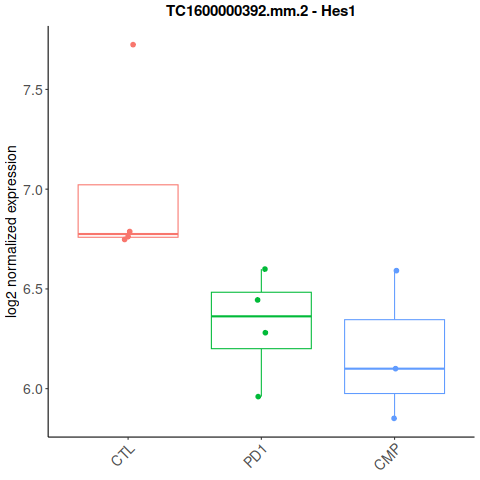 TC1600000392.mm.2 - Hes1
log2 normalized expression
7.5
7.0
6.5
6.0
CTL
PD1
CMP